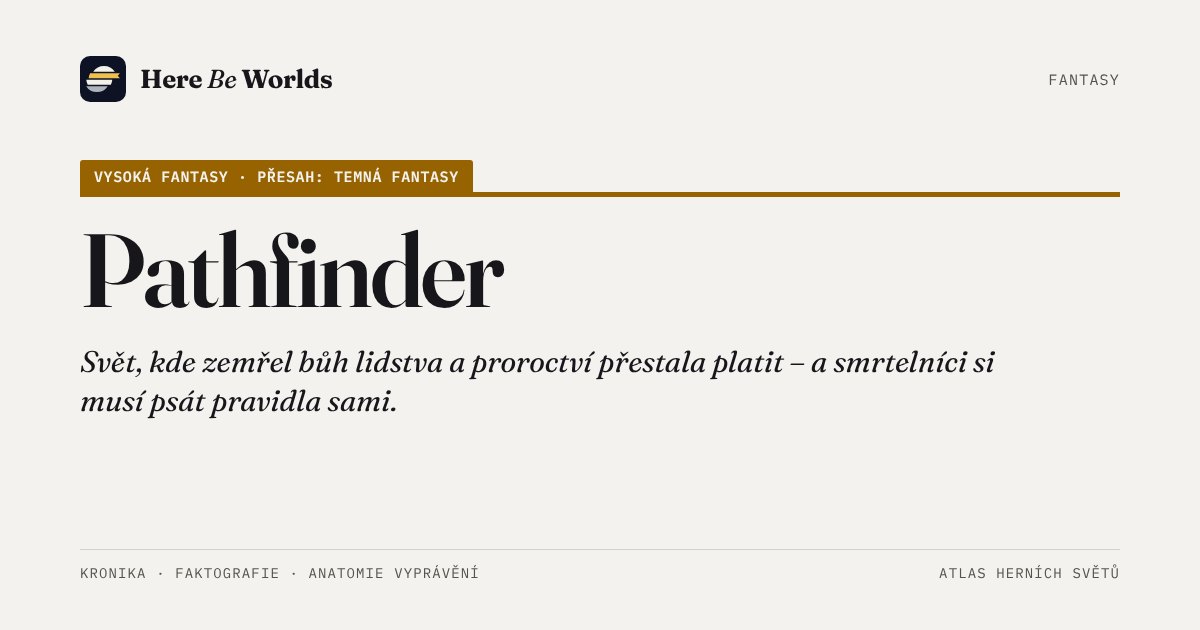 Here Be Worlds
FANTASY
VYSOKÁ FANTASY · PŘESAH: TEMNÁ FANTASY
Pathfinder
Svět, kde zemřel bůh lidstva a proroctví přestala platit – a smrtelníci si
musí psát pravidla sami.
KRONIKA · FAKTOGRAFIE · ANATOMIE VYPRÁVĚNÍ
ATLAS HERNÍCH SVĚTŮ